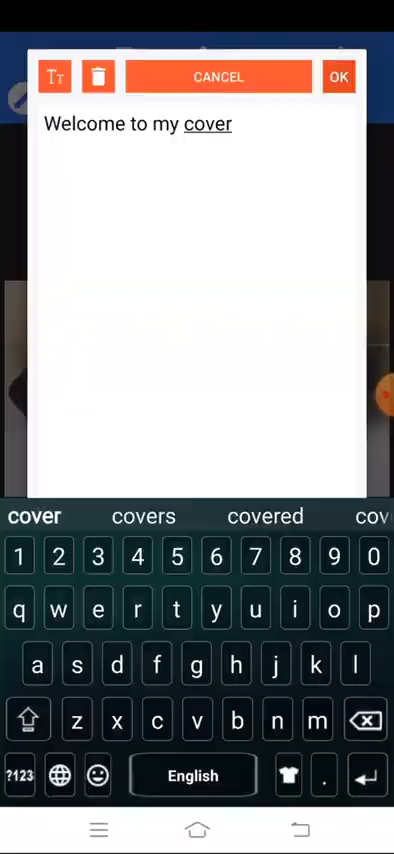 TT
CANCEL
OK
Welcome to my cover
cover covers covered cov
1 2 3 4 5 6 7 8 9 0
q w e r t y u i o p
a s d f g h j k l
z x c v b n m
?123 English .